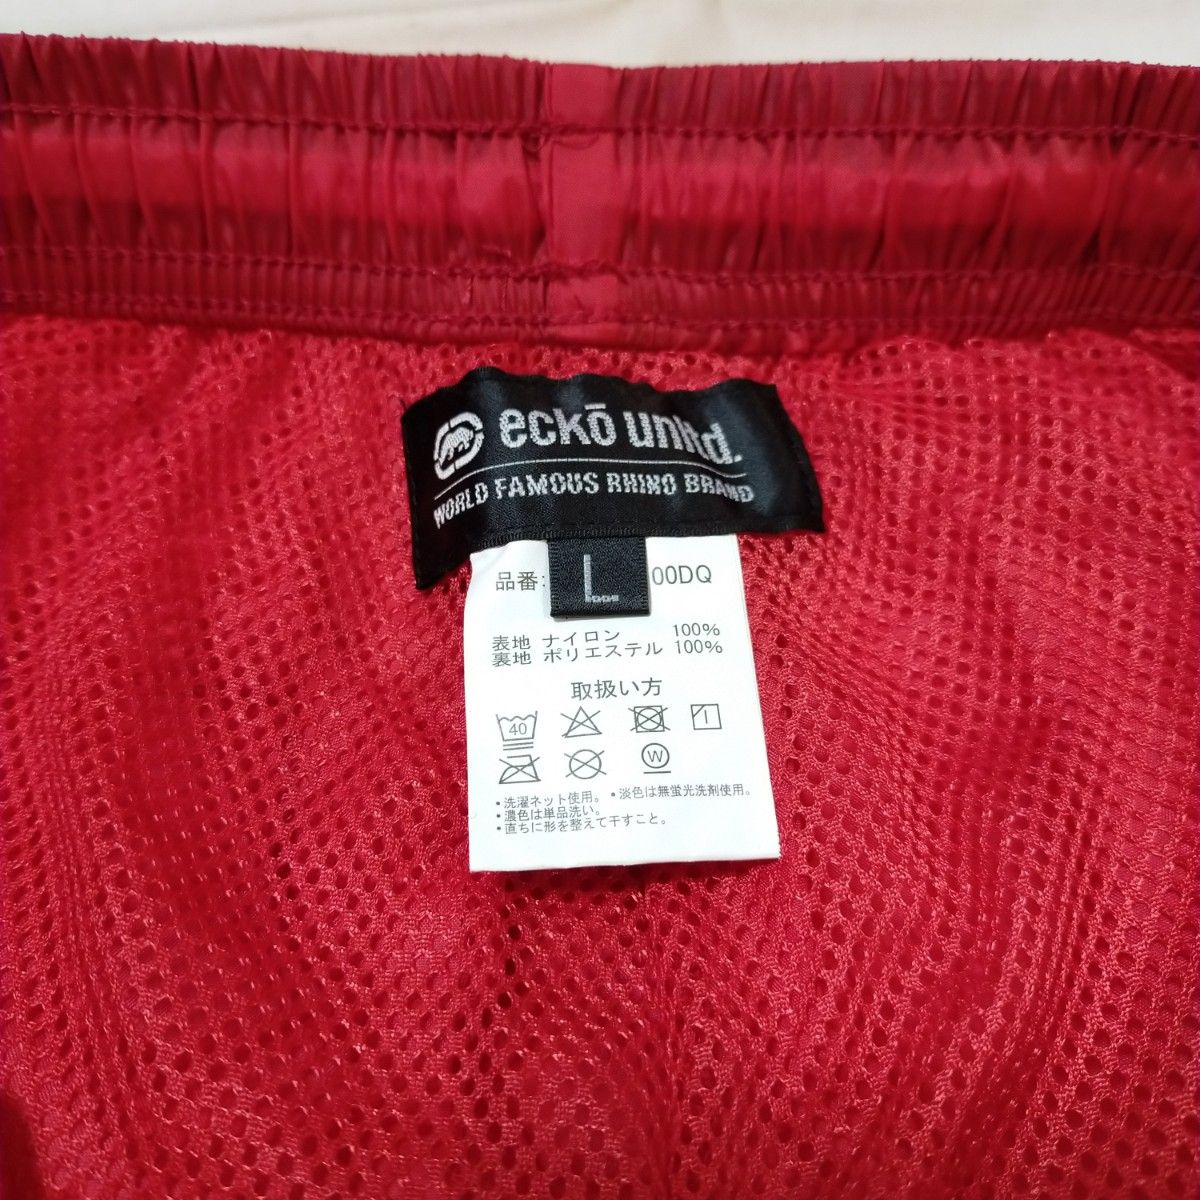 eckō unltd.
WORLD FAMOUS RHINO BRAND
L
品番: 00DQ
表地 ナイロン 100%
裏地 ポリエステル 100%
取扱い方
40
W
•洗濯ネット使用。 •淡色は無蛍光洗剤使用。
•濃色は単品洗い。
•直ちに形を整えて干すこと。